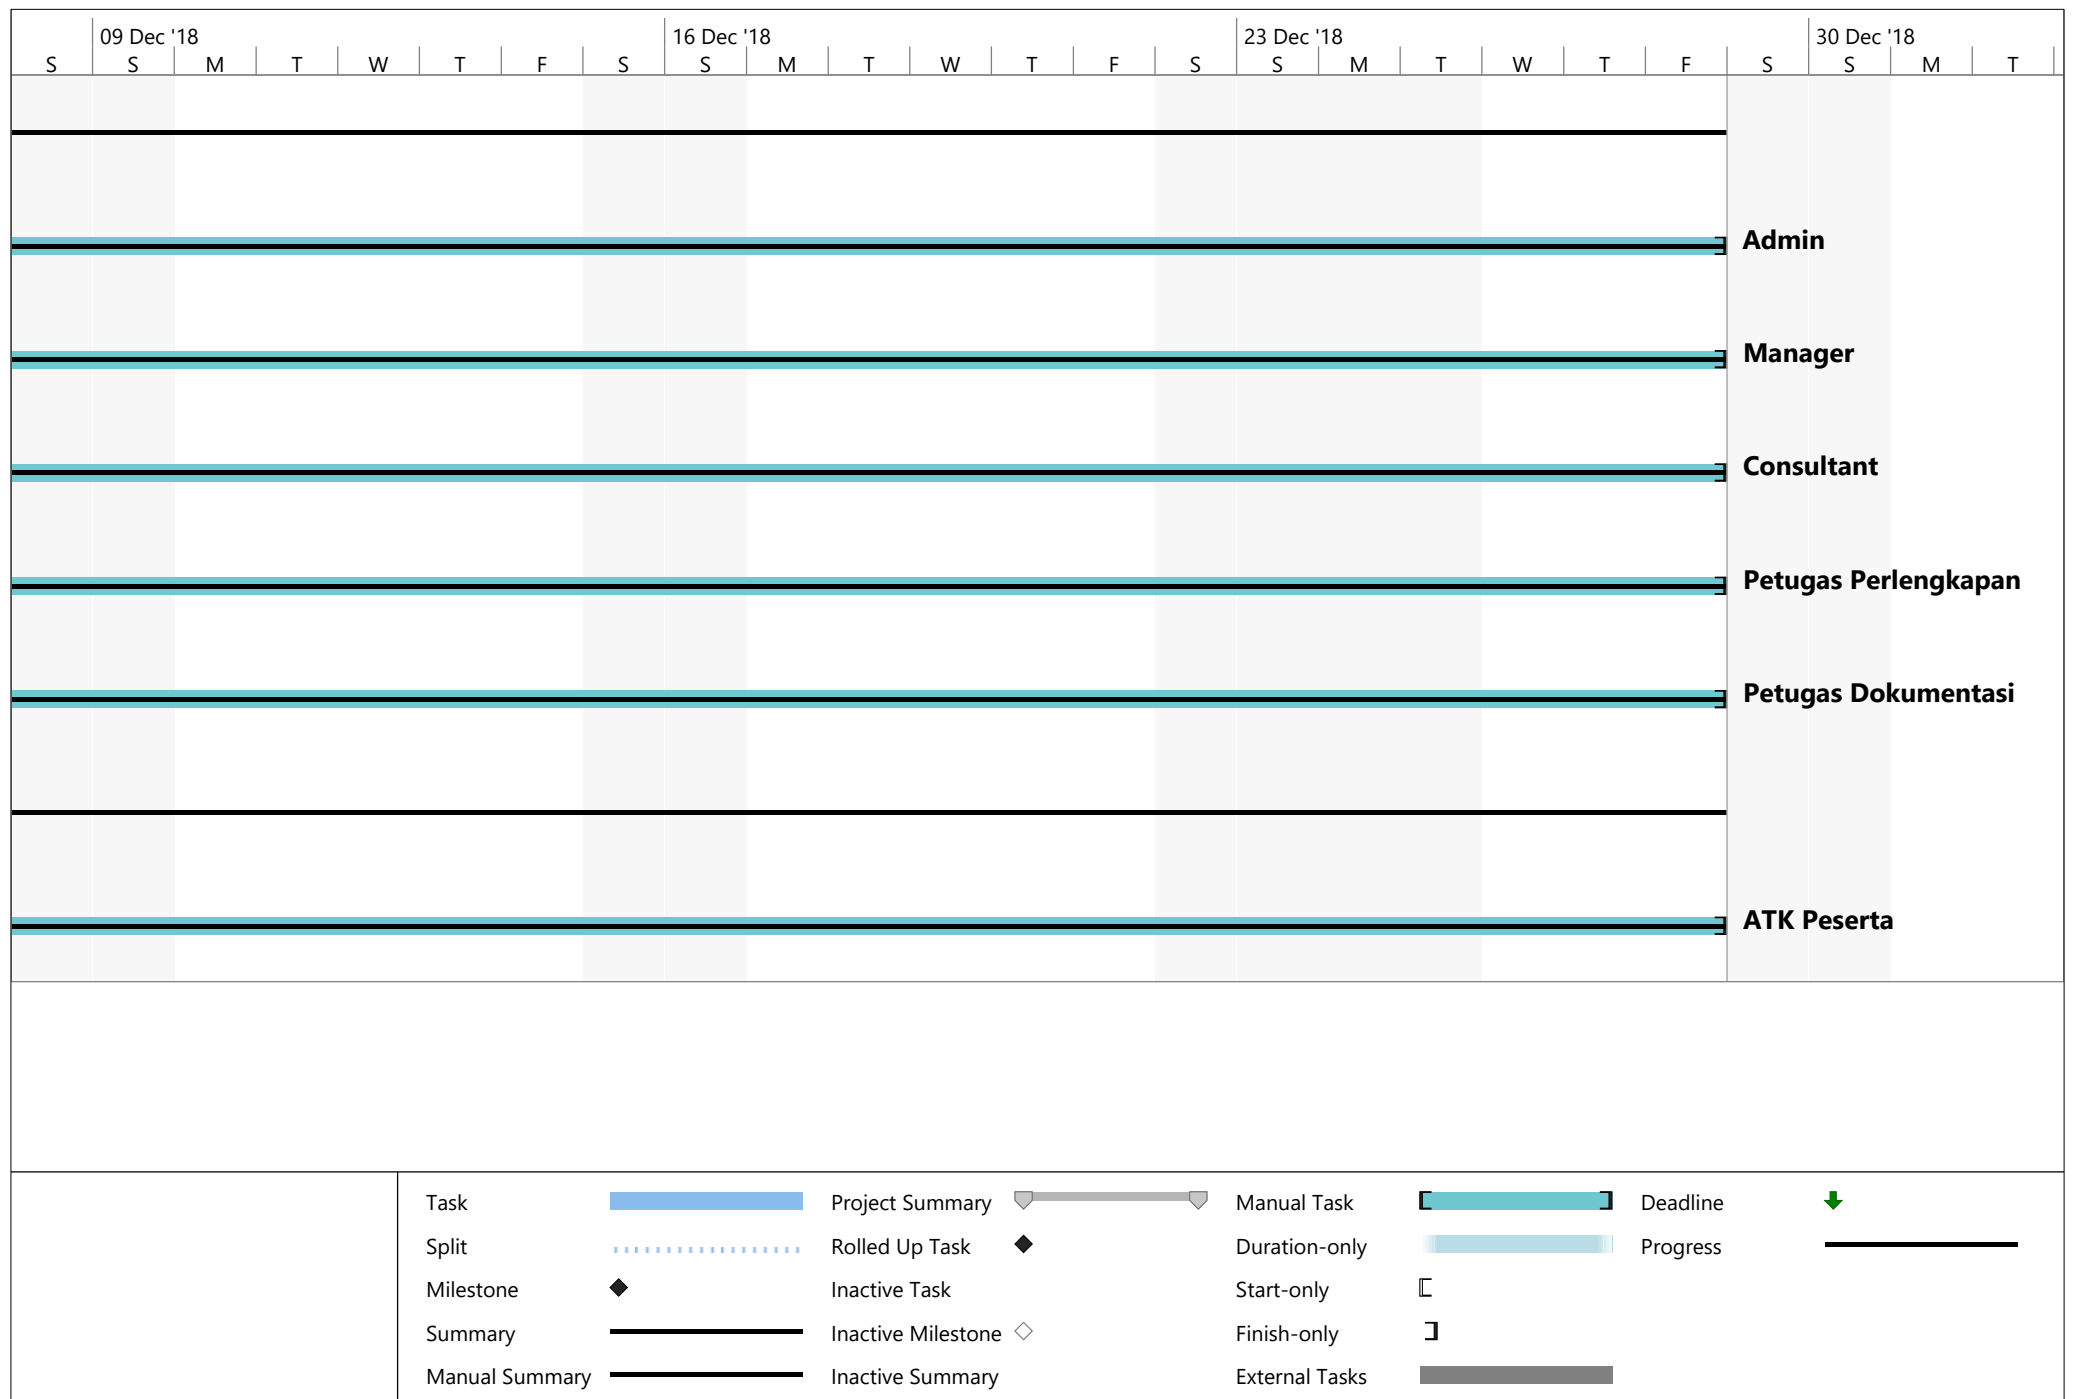 09 Dec '18 16 Dec '18 23 Dec '18 30 Dec '18
S S M T W T F S S M T W T F S S M T W T F S S M T
Admin
Manager
Consultant
Petugas Perlengkapan
Petugas Dokumentasi
ATK Peserta
Task Project Summary Manual Task Deadline
Split Rolled Up Task Duration-only Progress
Milestone Inactive Task Start-only
Summary Inactive Milestone Finish-only
Manual Summary Inactive Summary External Tasks